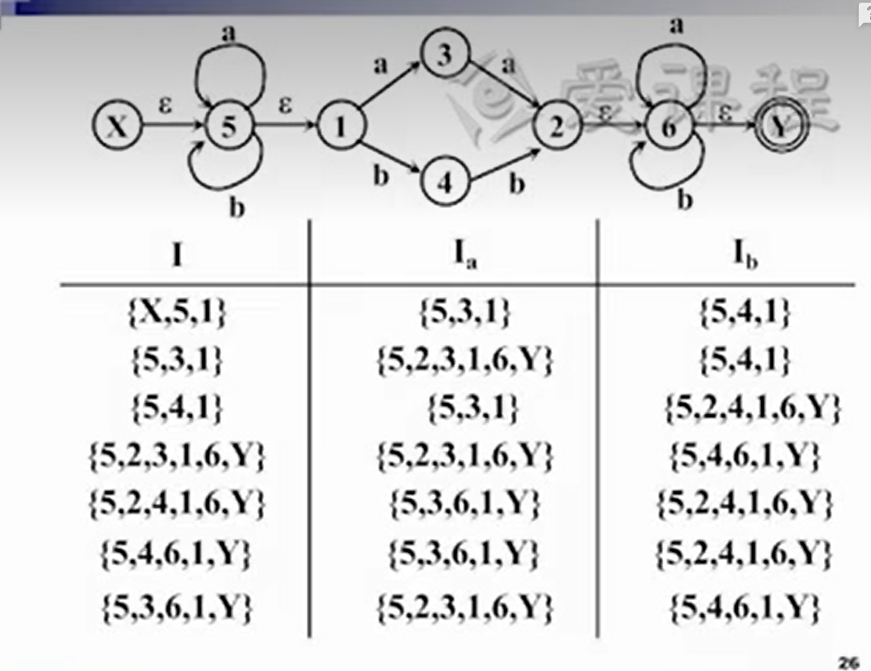 a a
3
a a 爱课程
X ε 5 ε 1 2 ε 6 ε Y
b 4 b
b b
I Iₐ I_b
{X,5,1} {5,3,1} {5,4,1}
{5,3,1} {5,2,3,1,6,Y} {5,4,1}
{5,4,1} {5,3,1} {5,2,4,1,6,Y}
{5,2,3,1,6,Y} {5,2,3,1,6,Y} {5,4,6,1,Y}
{5,2,4,1,6,Y} {5,3,6,1,Y} {5,2,4,1,6,Y}
{5,4,6,1,Y} {5,3,6,1,Y} {5,2,4,1,6,Y}
{5,3,6,1,Y} {5,2,3,1,6,Y} {5,4,6,1,Y}
26